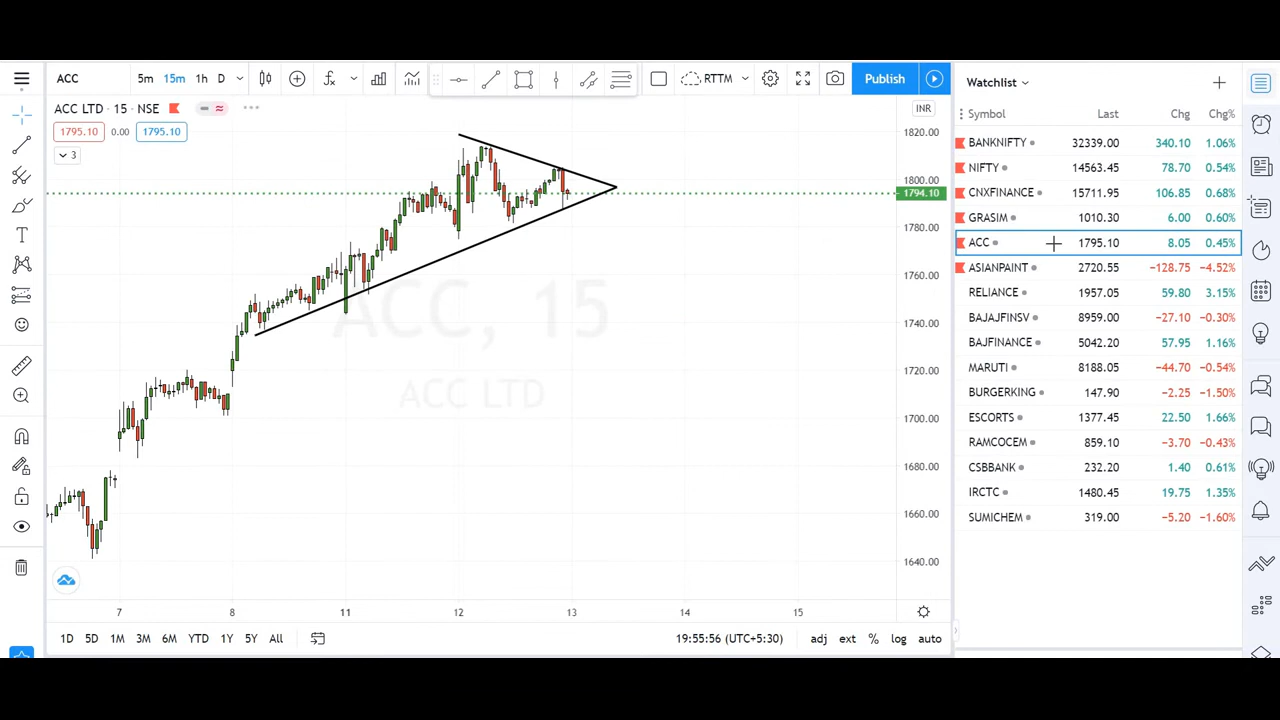 ACC 5m 15m 1h D RTTM Publish
ACC LTD · 15 · NSE
INR
1795.10 0.00 1795.10
3
1820.00
1800.00
1794.10
1780.00
1760.00
1740.00
1720.00
1700.00
1680.00
1660.00
1640.00
ACC, 15
ACC LTD
7 8 11 12 13 14 15
1D 5D 1M 3M 6M YTD 1Y 5Y All 19:55:56 (UTC+5:30) adj ext % log auto
Watchlist
Symbol Last Chg Chg%
BANKNIFTY 32339.00 340.10 1.06%
NIFTY 14563.45 78.70 0.54%
CNXFINANCE 15711.95 106.85 0.68%
GRASIM 1010.30 6.00 0.60%
ACC 1795.10 8.05 0.45%
ASIANPAINT 2720.55 −128.75 −4.52%
RELIANCE 1957.05 59.80 3.15%
BAJAJFINSV 8959.00 −27.10 −0.30%
BAJFINANCE 5042.20 57.95 1.16%
MARUTI 8188.05 −44.70 −0.54%
BURGERKING 147.90 −2.25 −1.50%
ESCORTS 1377.45 22.50 1.66%
RAMCOCEM 859.10 −3.70 −0.43%
CSBBANK 232.20 1.40 0.61%
IRCTC 1480.45 19.75 1.35%
SUMICHEM 319.00 −5.20 −1.60%